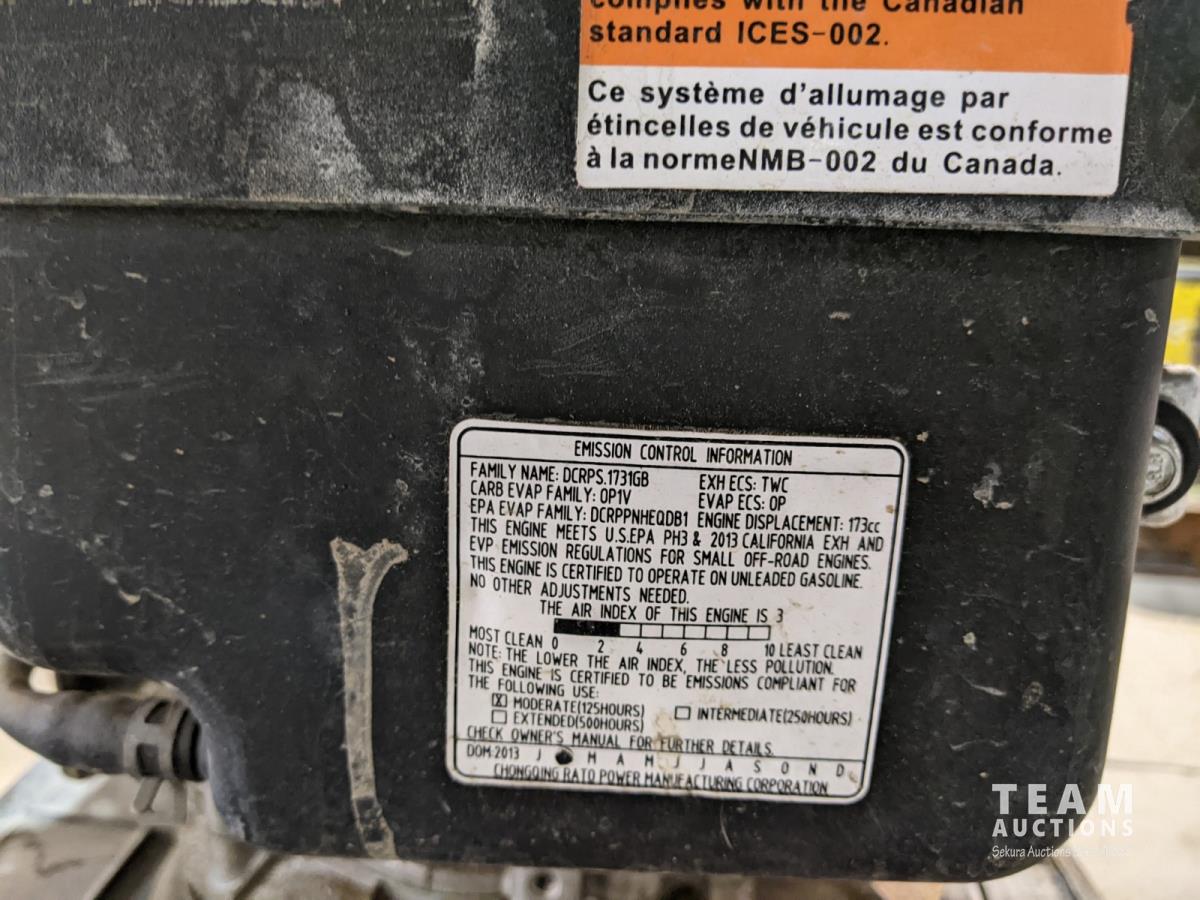 complies with the Canadian
standard ICES-002.
Ce système d'allumage par
étincelles de véhicule est conforme
à la normeNMB-002 du Canada.
EMISSION CONTROL INFORMATION
FAMILY NAME: DCRPS.1731GB EXH ECS: TWC
CARB EVAP FAMILY: OP1V EVAP ECS: OP
EPA EVAP FAMILY: DCRPPNHEQDB1 ENGINE DISPLACEMENT: 173cc
THIS ENGINE MEETS U.S.EPA PH3 & 2013 CALIFORNIA EXH AND
EVP EMISSION REGULATIONS FOR SMALL OFF-ROAD ENGINES.
THIS ENGINE IS CERTIFIED TO OPERATE ON UNLEADED GASOLINE.
NO OTHER ADJUSTMENTS NEEDED.
THE AIR INDEX OF THIS ENGINE IS 3
MOST CLEAN 0 2 4 6 8 10 LEAST CLEAN
NOTE: THE LOWER THE AIR INDEX, THE LESS POLLUTION.
THIS ENGINE IS CERTIFIED TO BE EMISSIONS COMPLIANT FOR
THE FOLLOWING USE:
☒ MODERATE(125HOURS) ☐ INTERMEDIATE(250HOURS)
☐ EXTENDED(500HOURS)
CHECK OWNER'S MANUAL FOR FURTHER DETAILS.
DOM:2013 J M A M J J A S O N D
CHONGQING RATO POWER MANUFACTURING CORPORATION
TEAM
AUCTIONS
Sekura Auctions